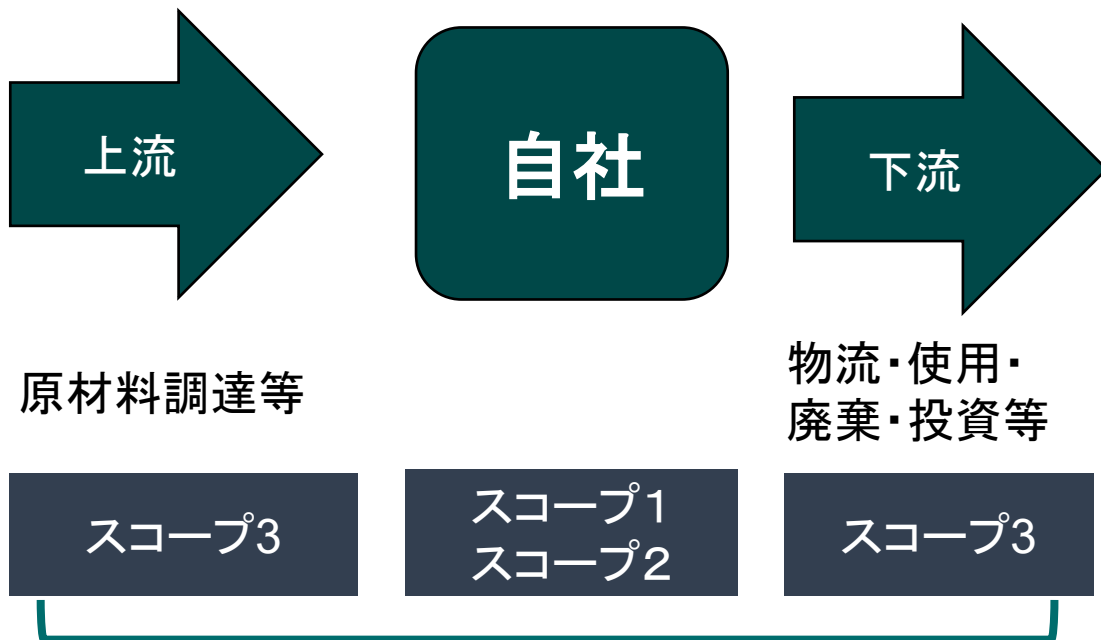 上流
自社
下流
原材料調達等
物流・使用・
廃棄・投資等
スコープ3
スコープ１
スコープ２
スコープ3